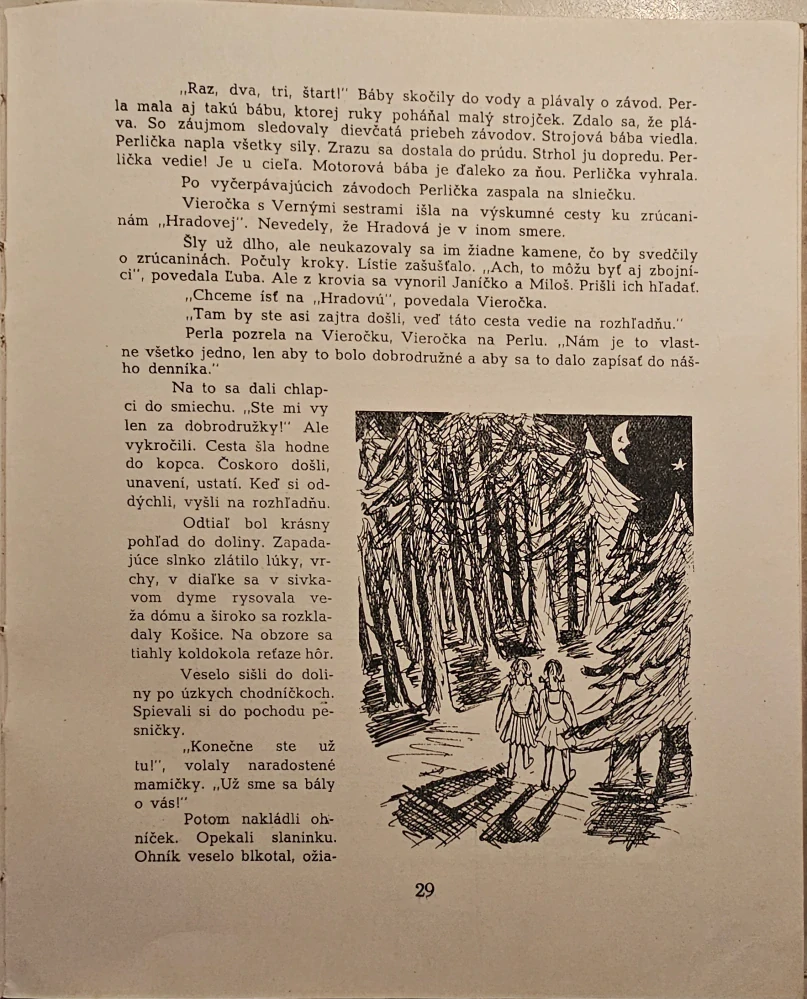 „Raz, dva, tri, štart!" Báby skočily do vody a plávaly o závod. Per-
la mala aj takú bábu, ktorej ruky poháňal malý strojček. Zdalo sa, že plá-
va. So záujmom sledovaly dievčatá priebeh závodov. Strojová bába viedla.
Perlička napla všetky sily. Zrazu sa dostala do prúdu. Strhol ju dopredu. Per-
lička vedie! Je u cieľa. Motorová bába je ďaleko za ňou. Perlička vyhrala.
Po vyčerpávajúcich závodoch Perlička zaspala na slniečku.
Vieročka s Vernými sestrami išla na výskumné cesty ku zrúcani-
nám „Hradovej". Nevedely, že Hradová je v inom smere.
Šly už dlho, ale neukazovaly sa im žiadne kamene, čo by svedčily
o zrúcaninách. Počuly kroky. Lístie zašušťalo. „Ach, to môžu byť aj zbojní-
ci", povedala Ľuba. Ale z krovia sa vynoril Janíčko a Miloš. Prišli ich hľadať.
„Chceme ísť na „Hradovú", povedala Vieročka.
„Tam by ste asi zajtra došli, veď táto cesta vedie na rozhľadňu."
Perla pozrela na Vieročku, Vieročka na Perlu. „Nám je to vlast-
ne všetko jedno, len aby to bolo dobrodružné a aby sa to dalo zapísať do náš-
ho denníka."
Na to sa dali chlap-
ci do smiechu. „Ste mi vy
len za dobrodružky!" Ale
vykročili. Cesta šla hodne
do kopca. Čoskoro došli,
unavení, ustatí. Keď si od-
dýchli, vyšli na rozhľadňu.
Odtiaľ bol krásny
pohľad do doliny. Zapada-
júce slnko zlátilo lúky, vr-
chy, v diaľke sa v sivka-
vom dyme rysovala ve-
ža dómu a široko sa rozkla-
daly Košice. Na obzore sa
tiahly koldokola reťaze hôr.
Veselo sišli do doli-
ny po úzkych chodníčkoch.
Spievali si do pochodu pe-
sničky.
„Konečne ste už
tu!", volaly naradostené
mamičky. „Už sme sa bály
o vás!"
Potom nakládli oh-
níček. Opekali slaninku.
Ohník veselo blkotal, ožia-
29